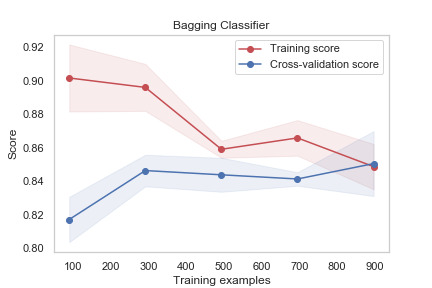 Bagging Classifier
Training score
Cross-validation score
Score
0.92
0.90
0.88
0.86
0.84
0.82
0.80
100 200 300 400 500 600 700 800 900
Training examples